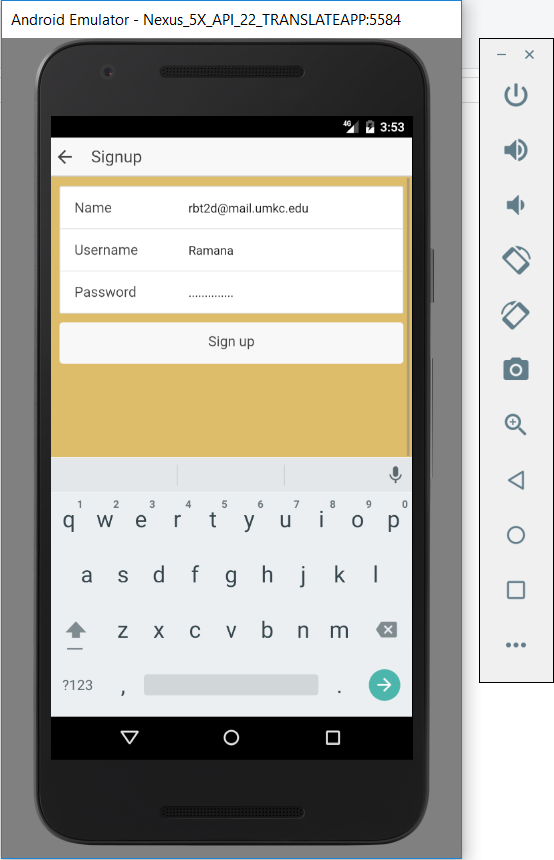 Android Emulator - Nexus_5X_API_22_TRANSLATEAPP:5584
4G 3:53
Signup
Name rbt2d@mail.umkc.edu
Username Ramana
Password ..............
Sign up
1 2 3 4 5 6 7 8 9 0
q w e r t y u i o p
a s d f g h j k l
z x c v b n m
?123 , .